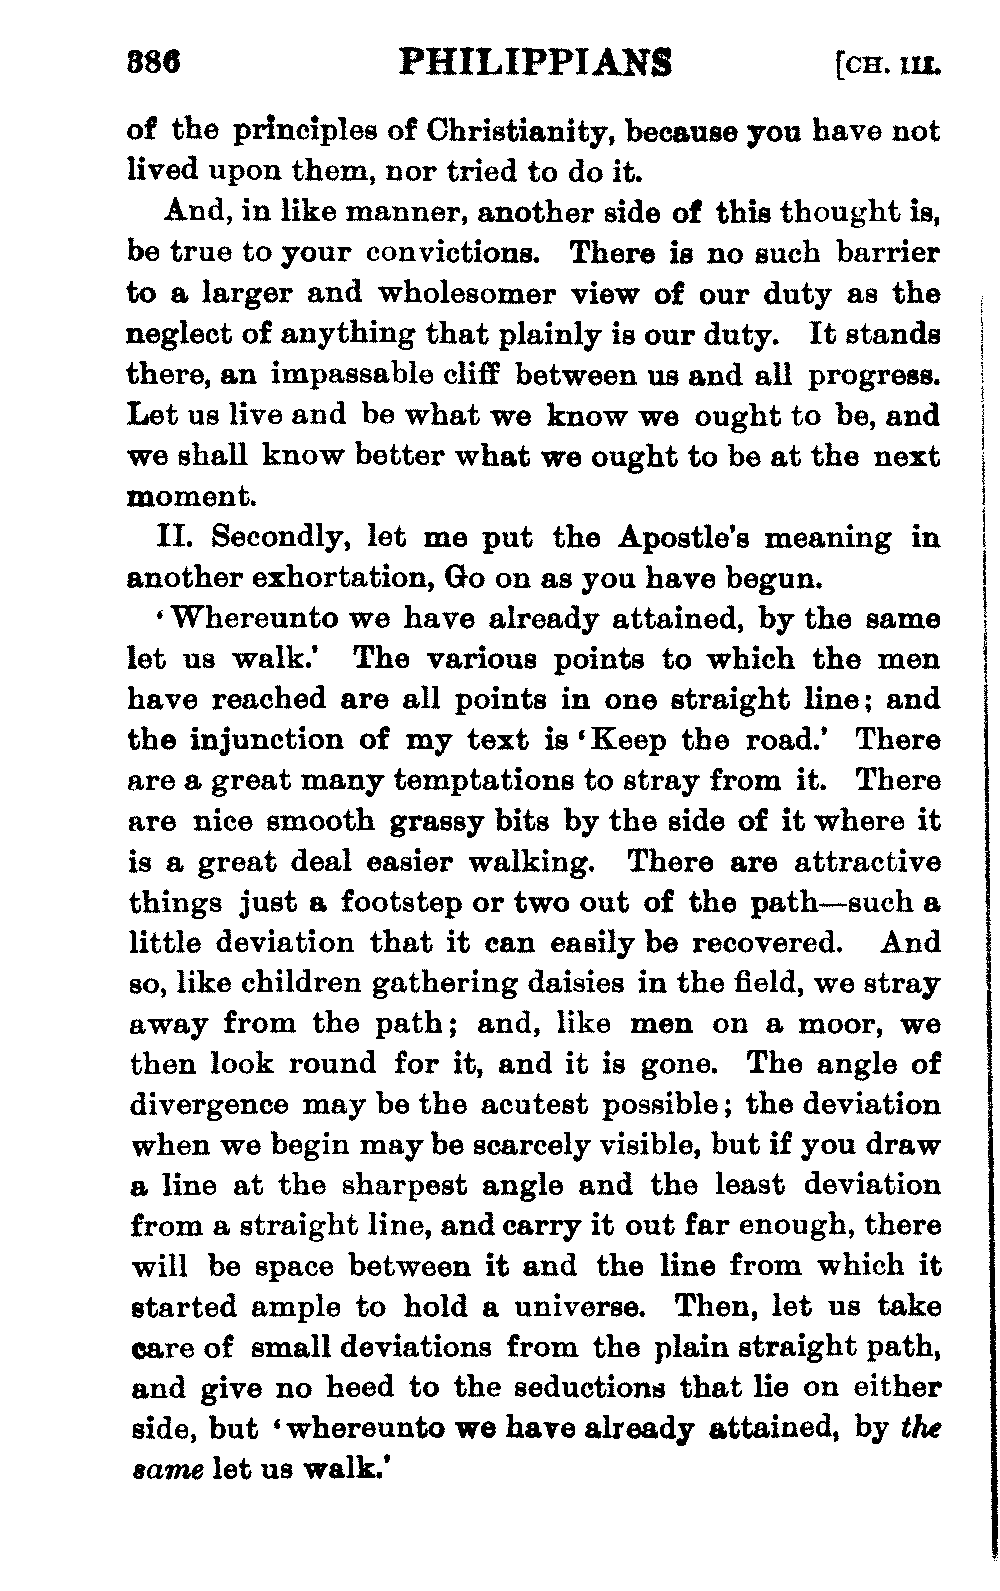 386 PHILIPPIANS [CH. III.
of the principles of Christianity, because you have not
lived upon them, nor tried to do it.
And, in like manner, another side of this thought is,
be true to your convictions. There is no such barrier
to a larger and wholesomer view of our duty as the
neglect of anything that plainly is our duty. It stands
there, an impassable cliff between us and all progress.
Let us live and be what we know we ought to be, and
we shall know better what we ought to be at the next
moment.
II. Secondly, let me put the Apostle's meaning in
another exhortation, Go on as you have begun.
‘Whereunto we have already attained, by the same
let us walk.’ The various points to which the men
have reached are all points in one straight line; and
the injunction of my text is ‘Keep the road.’ There
are a great many temptations to stray from it. There
are nice smooth grassy bits by the side of it where it
is a great deal easier walking. There are attractive
things just a footstep or two out of the path—such a
little deviation that it can easily be recovered. And
so, like children gathering daisies in the field, we stray
away from the path; and, like men on a moor, we
then look round for it, and it is gone. The angle of
divergence may be the acutest possible; the deviation
when we begin may be scarcely visible, but if you draw
a line at the sharpest angle and the least deviation
from a straight line, and carry it out far enough, there
will be space between it and the line from which it
started ample to hold a universe. Then, let us take
care of small deviations from the plain straight path,
and give no heed to the seductions that lie on either
side, but ‘whereunto we have already attained, by the
same let us walk.’